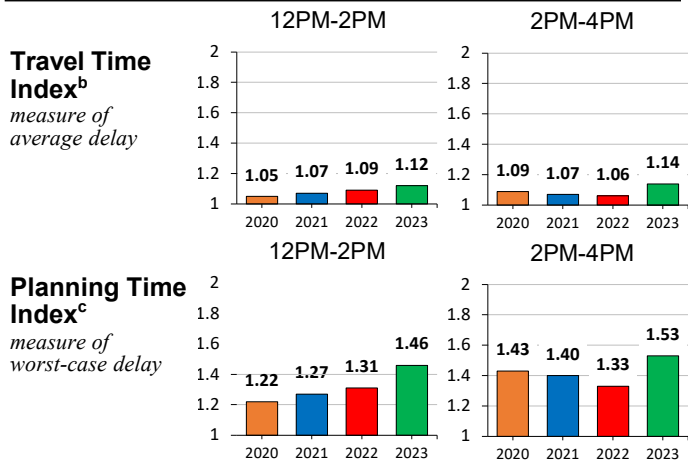 12PM-2PM 2PM-4PM
Travel Time
Index^b
measure of
average delay
2
1.8
1.6
1.4
1.2
1
1.05 1.07 1.09 1.12
2020 2021 2022 2023
2
1.8
1.6
1.4
1.2
1
1.09 1.07 1.06 1.14
2020 2021 2022 2023
12PM-2PM 2PM-4PM
Planning Time
Index^c
measure of
worst-case delay
2
1.8
1.6
1.4
1.2
1
1.22 1.27 1.31 1.46
2020 2021 2022 2023
2
1.8
1.6
1.4
1.2
1
1.43 1.40 1.33 1.53
2020 2021 2022 2023